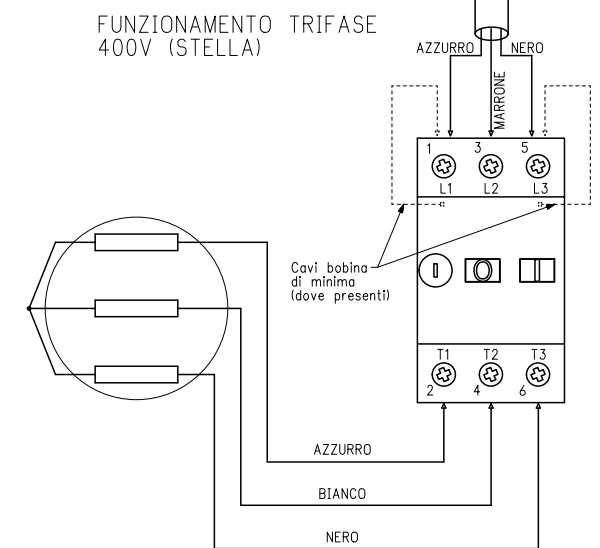 FUNZIONAMENTO TRIFASE
400V (STELLA)
AZZURRO
NERO
MARRONE
1
3
5
L1
L2
L3
Cavi bobina
di minima
(dove presenti)
T1
T2
T3
2
4
6
AZZURRO
BIANCO
NERO